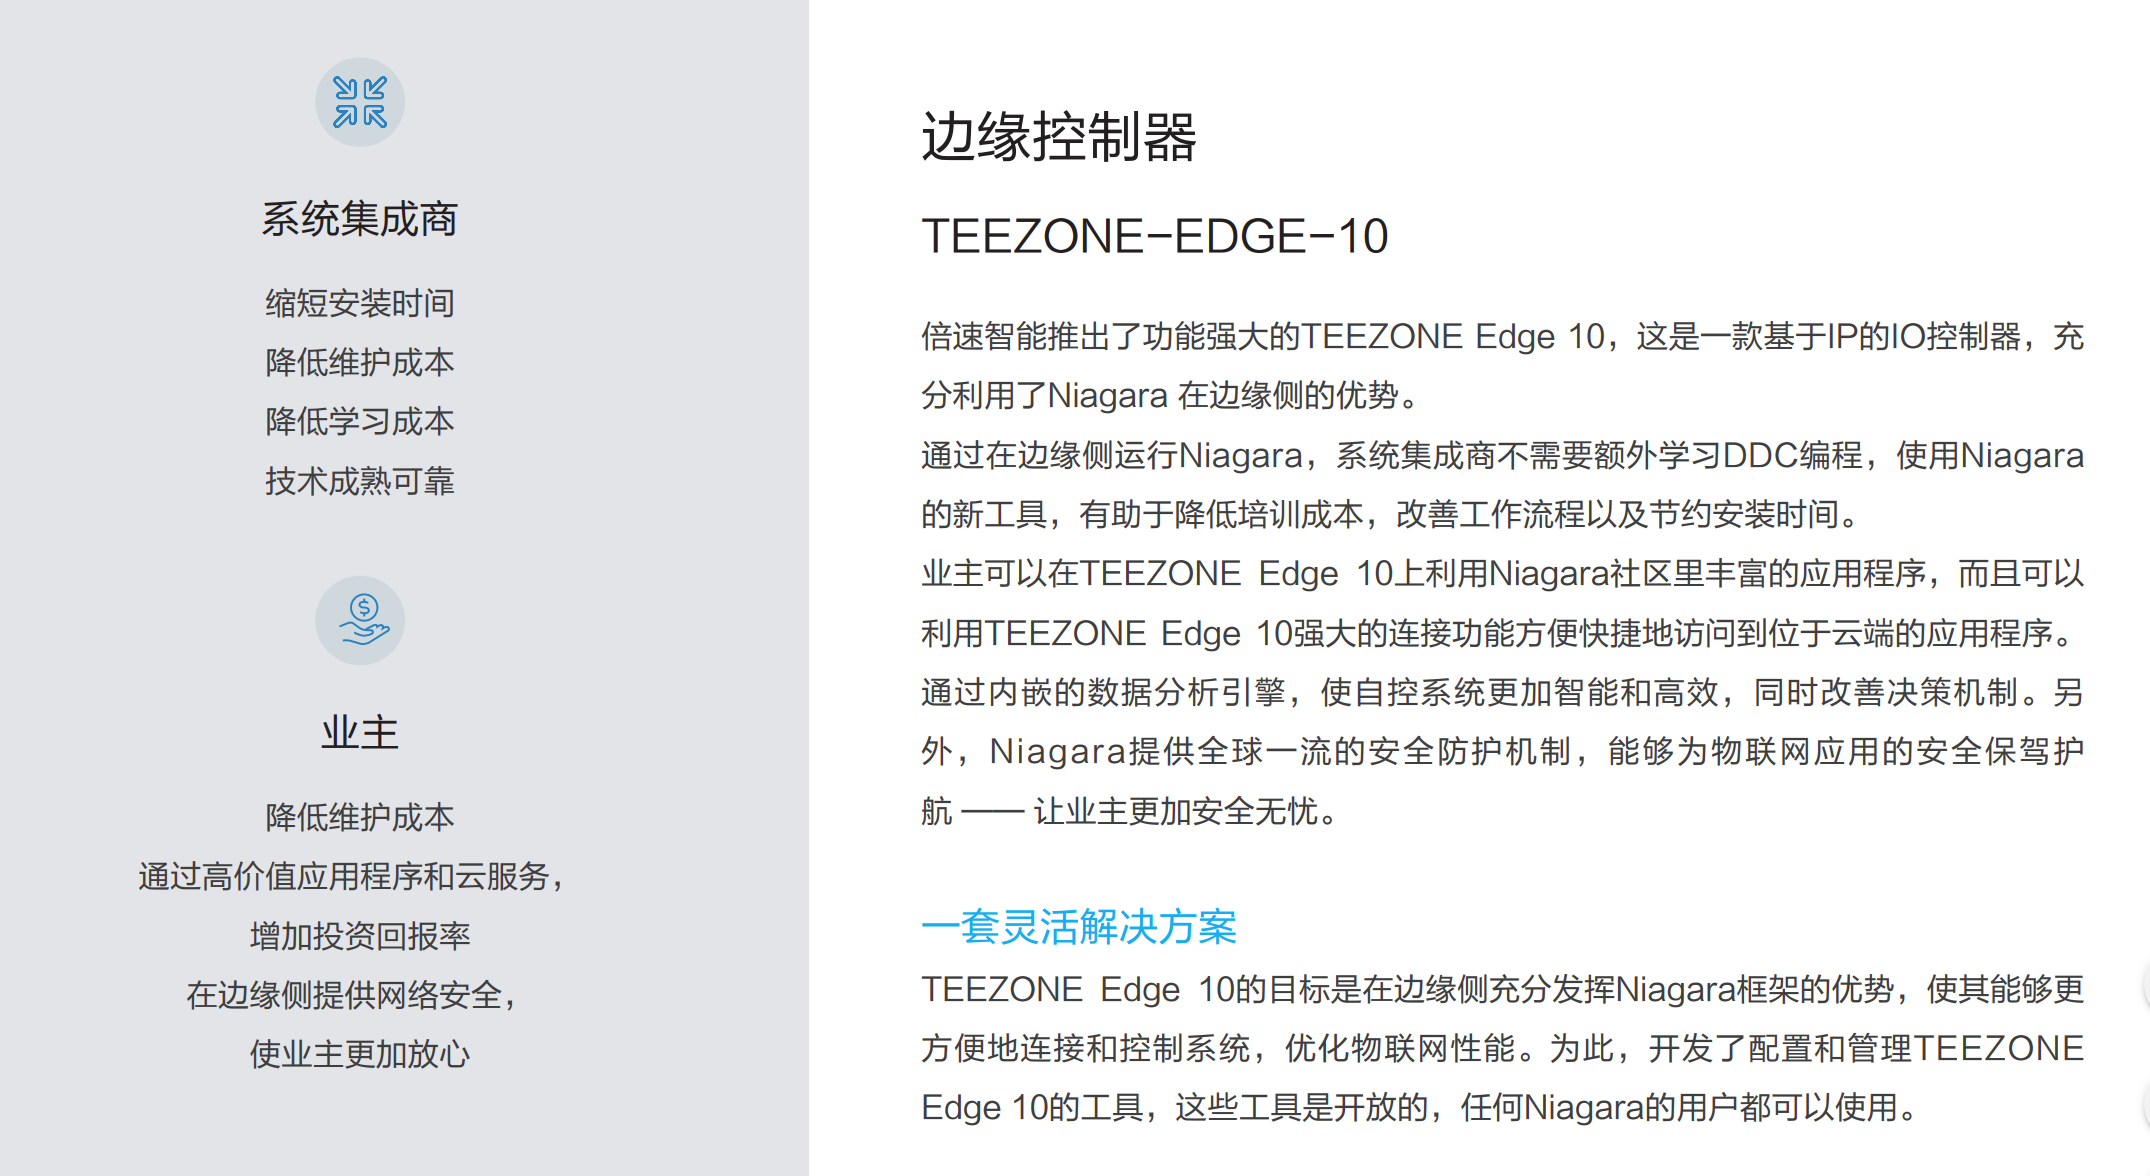 系统集成商
缩短安装时间
降低维护成本
降低学习成本
技术成熟可靠
$
业主
降低维护成本
通过高价值应用程序和云服务，
增加投资回报率
在边缘侧提供网络安全，
使业主更加放心
边缘控制器
TEEZONE-EDGE-10
倍速智能推出了功能强大的TEEZONE Edge 10，这是一款基于IP的IO控制器，充
分利用了Niagara 在边缘侧的优势。
通过在边缘侧运行Niagara，系统集成商不需要额外学习DDC编程，使用Niagara
的新工具，有助于降低培训成本，改善工作流程以及节约安装时间。
业主可以在TEEZONE Edge 10上利用Niagara社区里丰富的应用程序，而且可以
利用TEEZONE Edge 10强大的连接功能方便快捷地访问到位于云端的应用程序。
通过内嵌的数据分析引擎，使自控系统更加智能和高效，同时改善决策机制。另
外，Niagara提供全球一流的安全防护机制，能够为物联网应用的安全保驾护
航 —— 让业主更加安全无忧。
一套灵活解决方案
TEEZONE Edge 10的目标是在边缘侧充分发挥Niagara框架的优势，使其能够更
方便地连接和控制系统，优化物联网性能。为此，开发了配置和管理TEEZONE
Edge 10的工具，这些工具是开放的，任何Niagara的用户都可以使用。